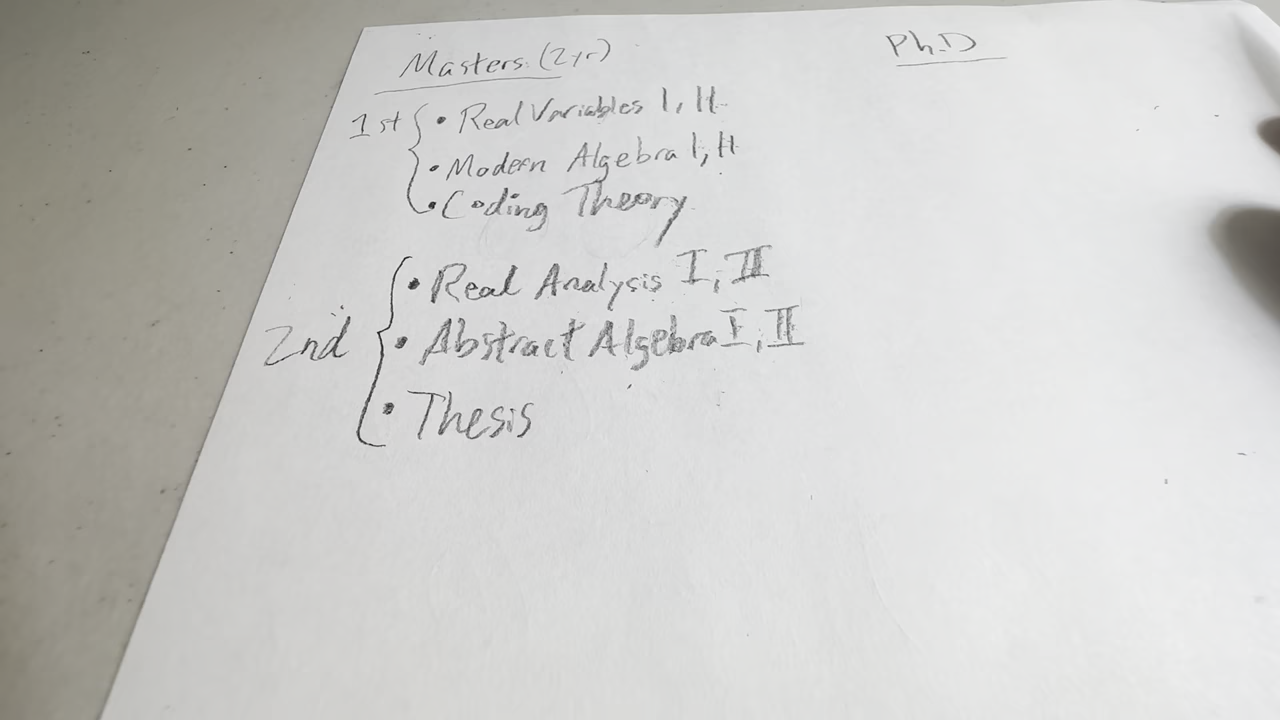 Masters (2yr)
Ph.D
1st
• Real Variables I, II
• Modern Algebra I, II
• Coding Theory
2nd
• Real Analysis I, II
• Abstract Algebra I, II
• Thesis